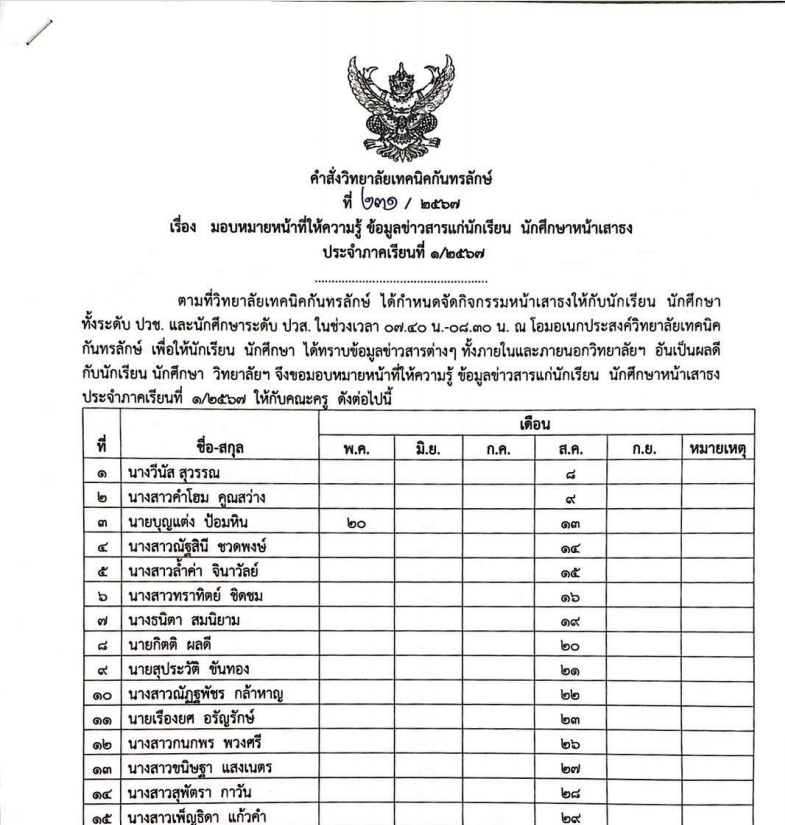 คำสั่งวิทยาลัยเทคนิคกันทรลักษ์
ที่ ๒๓๑ / ๒๕๖๗
เรื่อง มอบหมายหน้าที่ให้ความรู้ ข้อมูลข่าวสารแก่นักเรียน นักศึกษาหน้าเสาธง
ประจำภาคเรียนที่ ๑/๒๕๖๗
ตามที่วิทยาลัยเทคนิคกันทรลักษ์ ได้กำหนดจัดกิจกรรมหน้าเสาธงให้กับนักเรียน นักศึกษา
ทั้งระดับ ปวช. และนักศึกษาระดับ ปวส. ในช่วงเวลา ๐๗.๔๐ น.-๐๘.๓๐ น. ณ โอมอเนกประสงค์วิทยาลัยเทคนิค
กันทรลักษ์ เพื่อให้นักเรียน นักศึกษา ได้ทราบข้อมูลข่าวสารต่างๆ ทั้งภายในและภายนอกวิทยาลัยฯ อันเป็นผลดี
กับนักเรียน นักศึกษา วิทยาลัยฯ จึงขอมอบหมายหน้าที่ให้ความรู้ ข้อมูลข่าวสารแก่นักเรียน นักศึกษาหน้าเสาธง
ประจำภาคเรียนที่ ๑/๒๕๖๗ ให้กับคณะครู ดังต่อไปนี้
ที่ ชื่อ-สกุล เดือน
พ.ค. มิ.ย. ก.ค. ส.ค. ก.ย. หมายเหตุ
๑ นางวีนัส สุวรรณ ๘
๒ นางสาวคำโฮม คูณสว่าง ๙
๓ นายบุญแต่ง ป้อมหิน ๒๐ ๑๓
๔ นางสาวณัฐสินี ชวดพงษ์ ๑๔
๕ นางสาวล้ำค่า จินาวัลย์ ๑๕
๖ นางสาวทราทิตย์ ชิดชม ๑๖
๗ นางธนิตา สมนิยาม ๑๙
๘ นายกิตติ ผลดี ๒๐
๙ นายสุประวัติ ขันทอง ๒๑
๑๐ นางสาวณัฏฐพัชร กล้าหาญ ๒๒
๑๑ นายเรืองยศ อรัญรักษ์ ๒๓
๑๒ นางสาวกนกพร พวงศรี ๒๖
๑๓ นางสาวขนิษฐา แสงเนตร ๒๗
๑๔ นางสาวสุพัตรา กาวัน ๒๘
๑๕ นางสาวเพ็ญธิดา แก้วคำ ๒๙